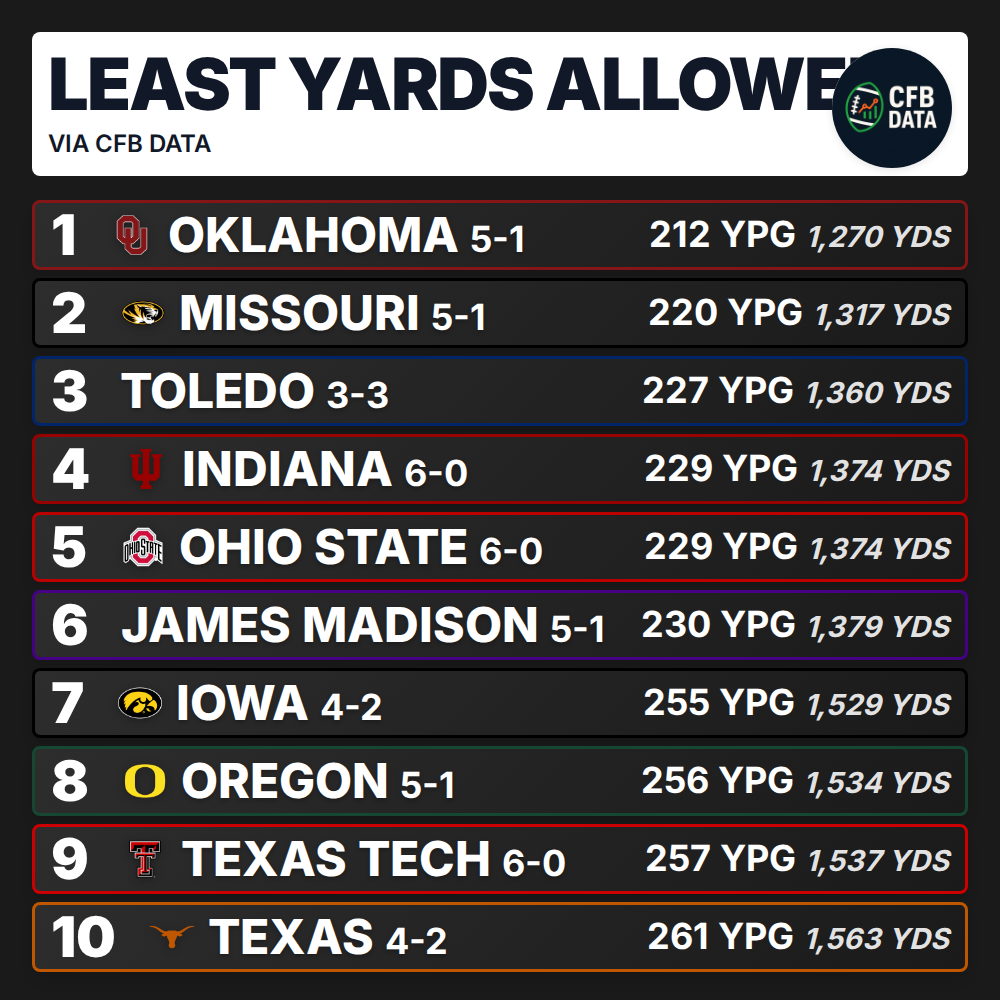 LEAST YARDS ALLOWE
CFB
DATA
VIA CFB DATA
1 OKLAHOMA 5-1 212 YPG 1,270 YDS
2 MISSOURI 5-1 220 YPG 1,317 YDS
3 TOLEDO 3-3 227 YPG 1,360 YDS
4 INDIANA 6-0 229 YPG 1,374 YDS
5 OHIO STATE OHIO STATE 6-0 229 YPG 1,374 YDS
6 JAMES MADISON 5-1 230 YPG 1,379 YDS
7 IOWA 4-2 255 YPG 1,529 YDS
8 OREGON 5-1 256 YPG 1,534 YDS
9 TEXAS TECH 6-0 257 YPG 1,537 YDS
10 TEXAS 4-2 261 YPG 1,563 YDS